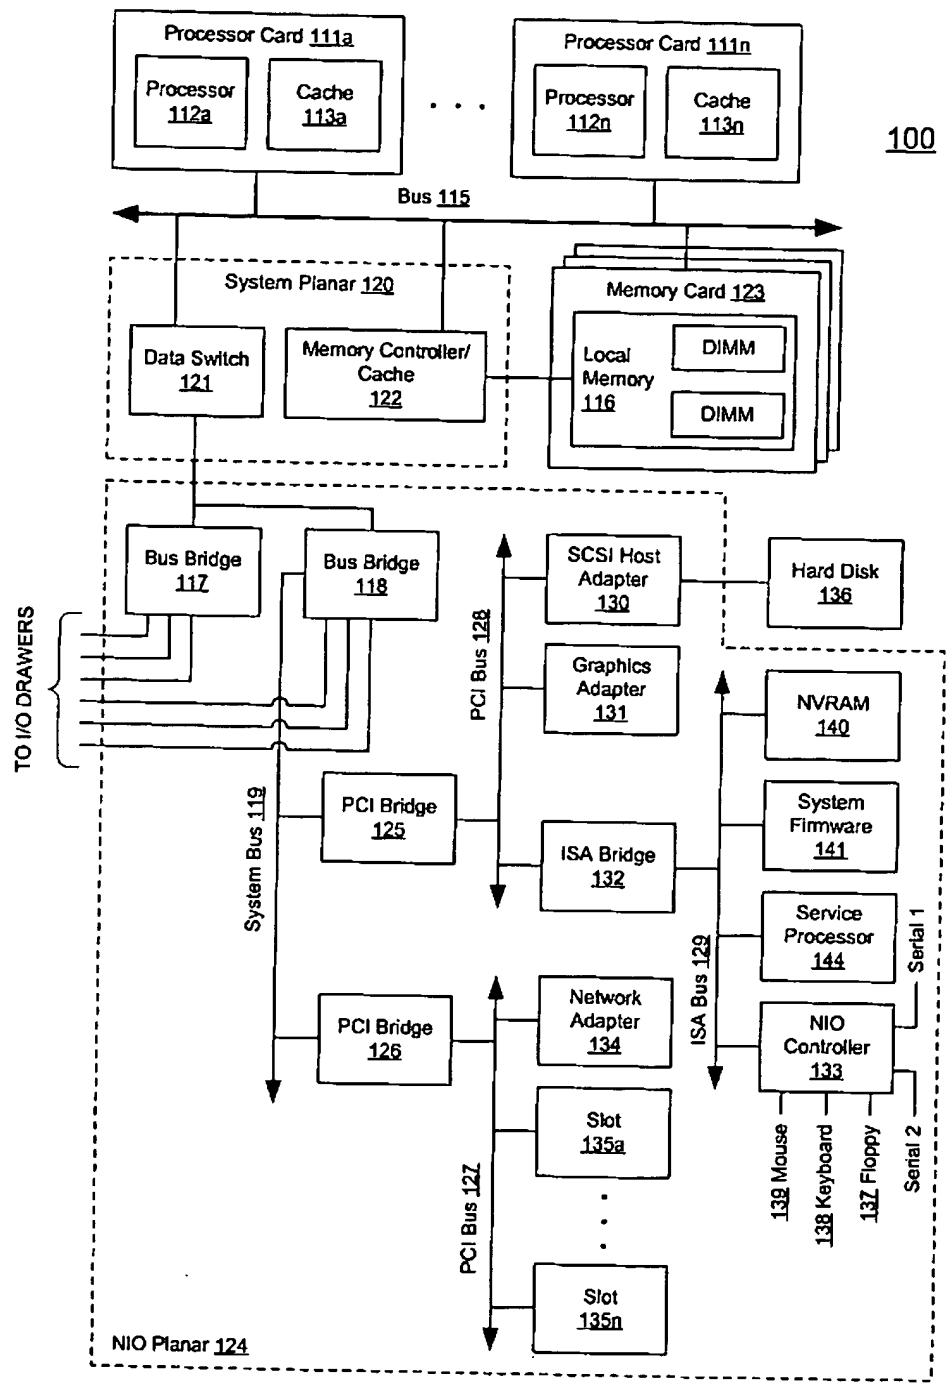 Processor Card 111a
Processor
112a
Cache
113a
. . .
Processor Card 111n
Processor
112n
Cache
113n
100
Bus 115
System Planar 120
Data Switch
121
Memory Controller/
Cache
122
Memory Card 123
Local
Memory
116
DIMM
DIMM
Bus Bridge
117
Bus Bridge
118
TO I/O DRAWERS
System Bus 119
PCI Bus 128
SCSI Host
Adapter
130
Hard Disk
136
Graphics
Adapter
131
NVRAM
140
PCI Bridge
125
ISA Bridge
132
System
Firmware
141
ISA Bus 129
Service
Processor
144
Serial 1
PCI Bridge
126
Network
Adapter
134
NIO
Controller
133
PCI Bus 127
Slot
135a
139 Mouse
138 Keyboard
137 Floppy
Serial 2
Slot
135n
NIO Planar 124